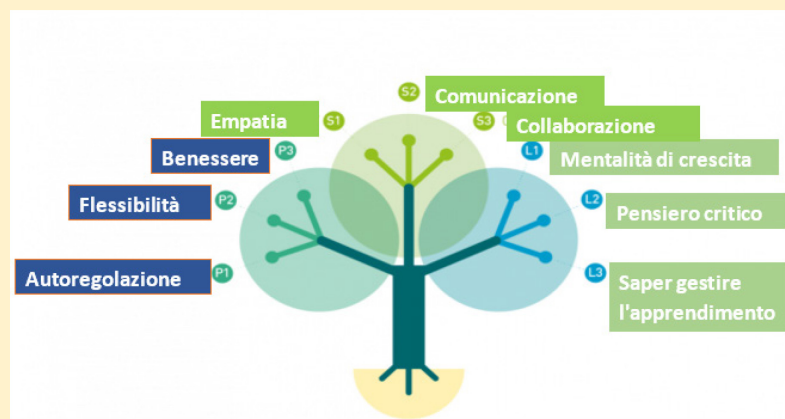 S2
Comunicazione
Empatia
S1
S3
Collaborazione
Benessere
P3
L1
Mentalità di crescita
Flessibilità
P2
L2
Pensiero critico
Autoregolazione
P1
L3
Saper gestire
l'apprendimento